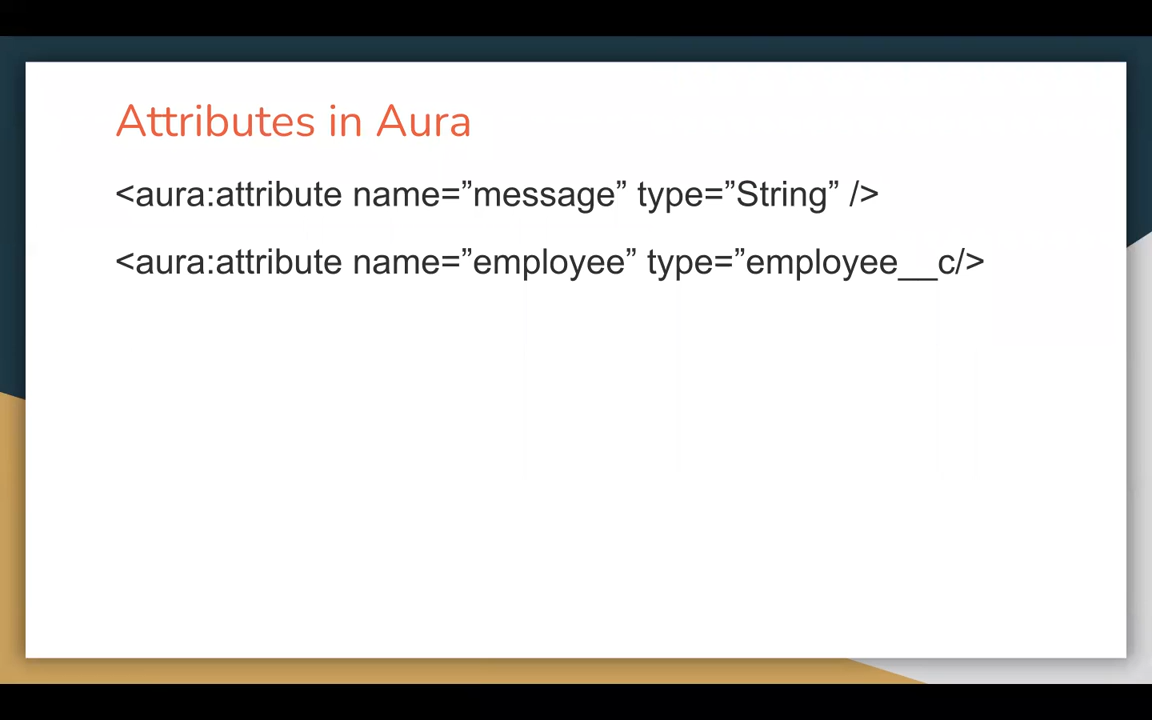 Attributes in Aura
<aura:attribute name=”message” type=”String” />
<aura:attribute name=”employee” type=”employee__c/>